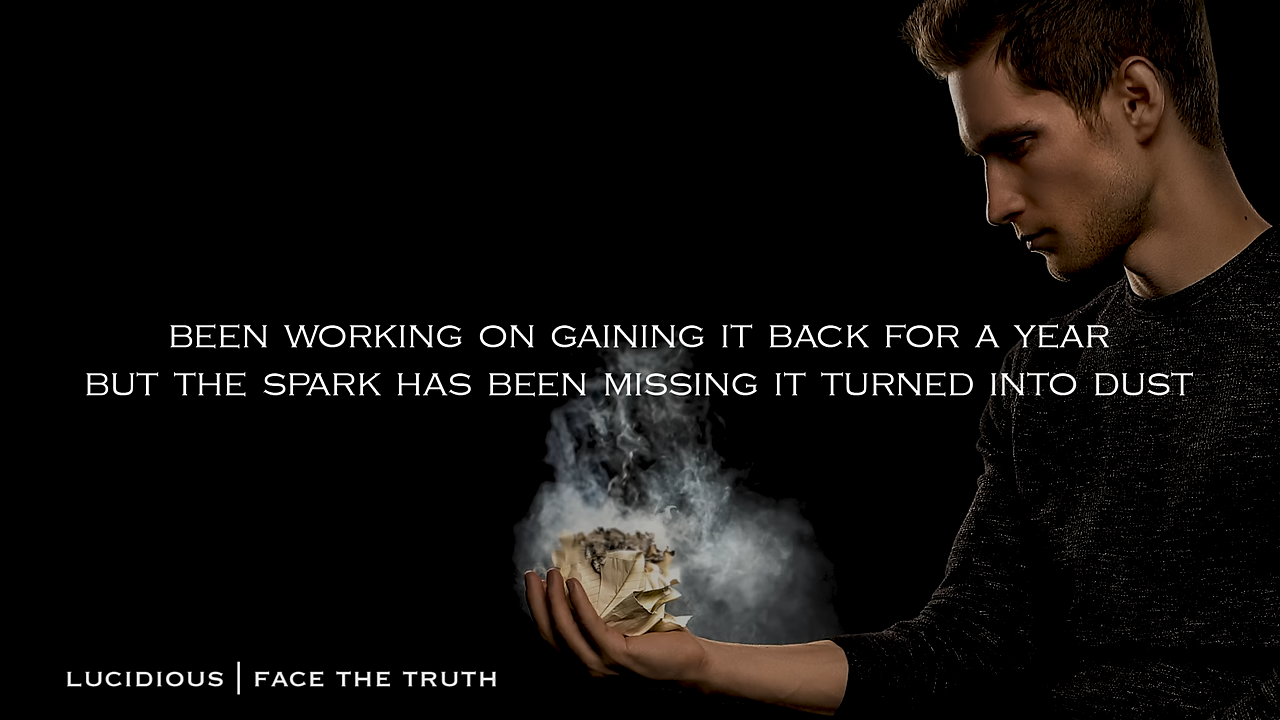 BEEN WORKING ON GAINING IT BACK FOR A YEAR
BUT THE SPARK HAS BEEN MISSING IT TURNED INTO DUST
LUCIDIOUS | FACE THE TRUTH